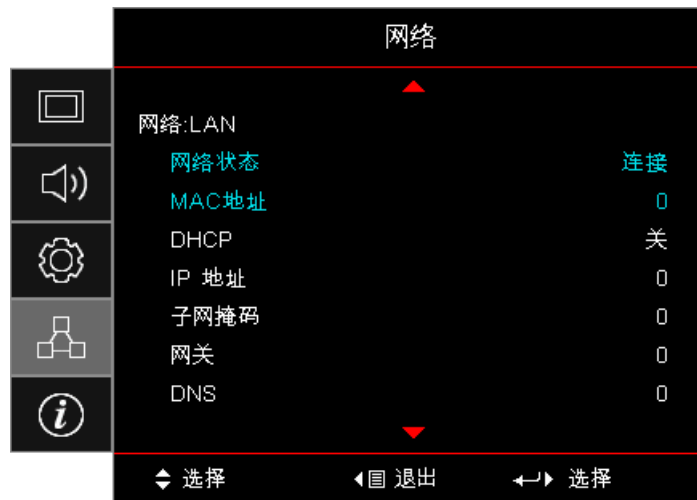 网络
网络:LAN
网络状态 连接
MAC地址 0
DHCP 关
IP 地址 0
子网掩码 0
网关 0
DNS 0
选择 退出 选择